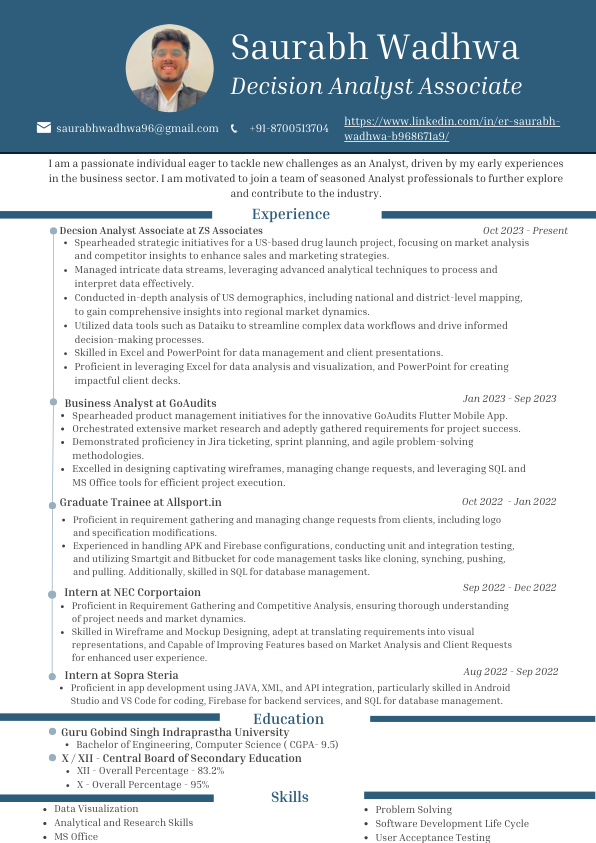 Saurabh Wadhwa
Decision Analyst Associate
saurabhwadhwa96@gmail.com +91-8700513704 https://www.linkedin.com/in/er-saurabh-
wadhwa-b968671a9/
I am a passionate individual eager to tackle new challenges as an Analyst, driven by my early experiences
in the business sector. I am motivated to join a team of seasoned Analyst professionals to further explore
and contribute to the industry.
Experience
Decsion Analyst Associate at ZS Associates Oct 2023 - Present
• Spearheaded strategic initiatives for a US-based drug launch project, focusing on market analysis
and competitor insights to enhance sales and marketing strategies.
• Managed intricate data streams, leveraging advanced analytical techniques to process and
interpret data effectively.
• Conducted in-depth analysis of US demographics, including national and district-level mapping,
to gain comprehensive insights into regional market dynamics.
• Utilized data tools such as Dataiku to streamline complex data workflows and drive informed
decision-making processes.
• Skilled in Excel and PowerPoint for data management and client presentations.
• Proficient in leveraging Excel for data analysis and visualization, and PowerPoint for creating
impactful client decks.
Business Analyst at GoAudits Jan 2023 - Sep 2023
• Spearheaded product management initiatives for the innovative GoAudits Flutter Mobile App.
• Orchestrated extensive market research and adeptly gathered requirements for project success.
• Demonstrated proficiency in Jira ticketing, sprint planning, and agile problem-solving
methodologies.
• Excelled in designing captivating wireframes, managing change requests, and leveraging SQL and
MS Office tools for efficient project execution.
Graduate Trainee at Allsport.in Oct 2022 - Jan 2022
• Proficient in requirement gathering and managing change requests from clients, including logo
and specification modifications.
• Experienced in handling APK and Firebase configurations, conducting unit and integration testing,
and utilizing Smartgit and Bitbucket for code management tasks like cloning, synching, pushing,
and pulling. Additionally, skilled in SQL for database management.
Intern at NEC Corportaion Sep 2022 - Dec 2022
• Proficient in Requirement Gathering and Competitive Analysis, ensuring thorough understanding
of project needs and market dynamics.
• Skilled in Wireframe and Mockup Designing, adept at translating requirements into visual
representations, and Capable of Improving Features based on Market Analysis and Client Requests
for enhanced user experience.
Intern at Sopra Steria Aug 2022 - Sep 2022
• Proficient in app development using JAVA, XML, and API integration, particularly skilled in Android
Studio and VS Code for coding, Firebase for backend services, and SQL for database management.
Education
Guru Gobind Singh Indraprastha University
• Bachelor of Engineering, Computer Science ( CGPA- 9.5)
X / XII - Central Board of Secondary Education
• XII - Overall Percentage - 83.2%
• X - Overall Percentage - 95%
Skills
• Data Visualization
• Analytical and Research Skills
• MS Office
• Problem Solving
• Software Development Life Cycle
• User Acceptance Testing